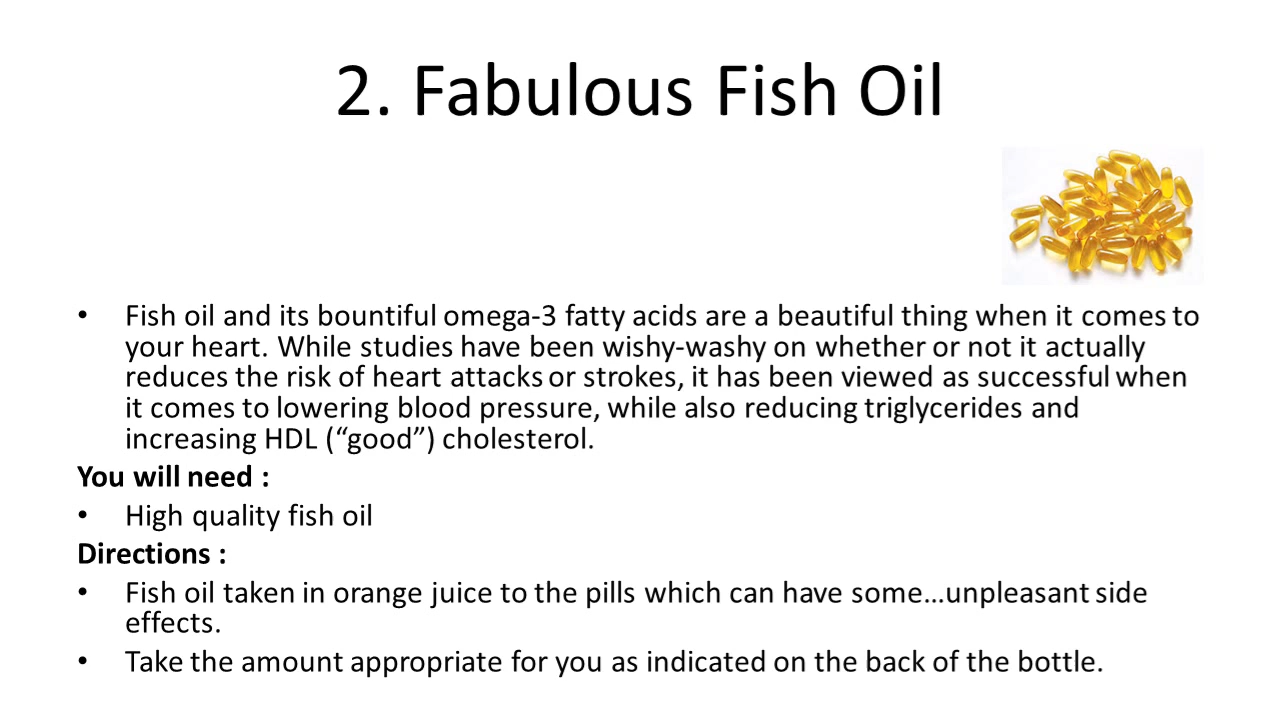 2. Fabulous Fish Oil
• Fish oil and its bountiful omega-3 fatty acids are a beautiful thing when it comes to
your heart. While studies have been wishy-washy on whether or not it actually
reduces the risk of heart attacks or strokes, it has been viewed as successful when
it comes to lowering blood pressure, while also reducing triglycerides and
increasing HDL (“good”) cholesterol.
You will need :
• High quality fish oil
Directions :
• Fish oil taken in orange juice to the pills which can have some…unpleasant side
effects.
• Take the amount appropriate for you as indicated on the back of the bottle.